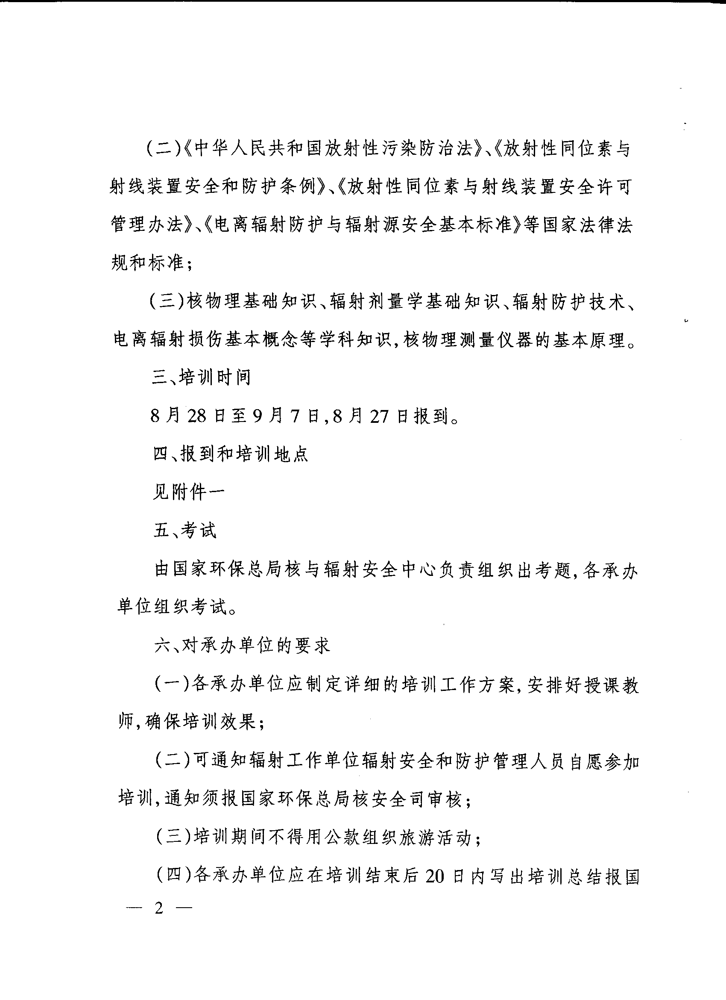 (二)《中华人民共和国放射性污染防治法》、《放射性同位素与
射线装置安全和防护条例》、《放射性同位素与射线装置安全许可
管理办法》、《电离辐射防护与辐射源安全基本标准》等国家法律法
规和标准;
(三)核物理基础知识、辐射剂量学基础知识、辐射防护技术、
电离辐射损伤基本概念等学科知识,核物理测量仪器的基本原理。
三、培训时间
8月28日至9月7日,8月27日报到。
四、报到和培训地点
见附件一
五、考试
由国家环保总局核与辐射安全中心负责组织出考题,各承办
单位组织考试。
六、对承办单位的要求
(一)各承办单位应制定详细的培训工作方案,安排好授课教
师,确保培训效果;
(二)可通知辐射工作单位辐射安全和防护管理人员自愿参加
培训,通知须报国家环保总局核安全司审核;
(三)培训期间不得用公款组织旅游活动;
(四)各承办单位应在培训结束后20日内写出培训总结报国
— 2 —